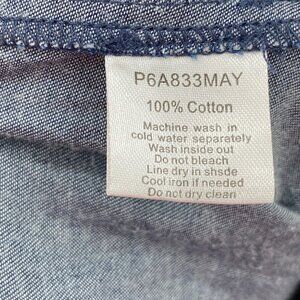 P6A833MAY
100% Cotton
Machine wash in
cold water separately
Wash inside out
Do not bleach
Line dry in shsde
Cool iron if needed
Do not dry clean